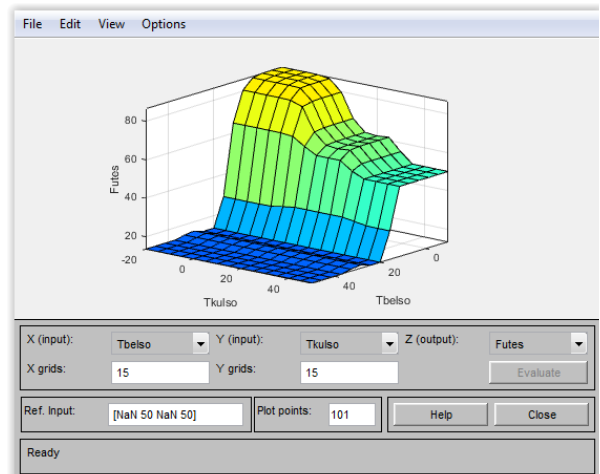 File Edit View Options
80
60
40
20
Futes
-20
0
20
40
Tkulso
40
20
0
Tbelso
X (input): Tbelso Y (input): Tkulso Z (output): Futes
X grids: 15 Y grids: 15 Evaluate
Ref. Input: [NaN 50 NaN 50] Plot points: 101 Help Close
Ready